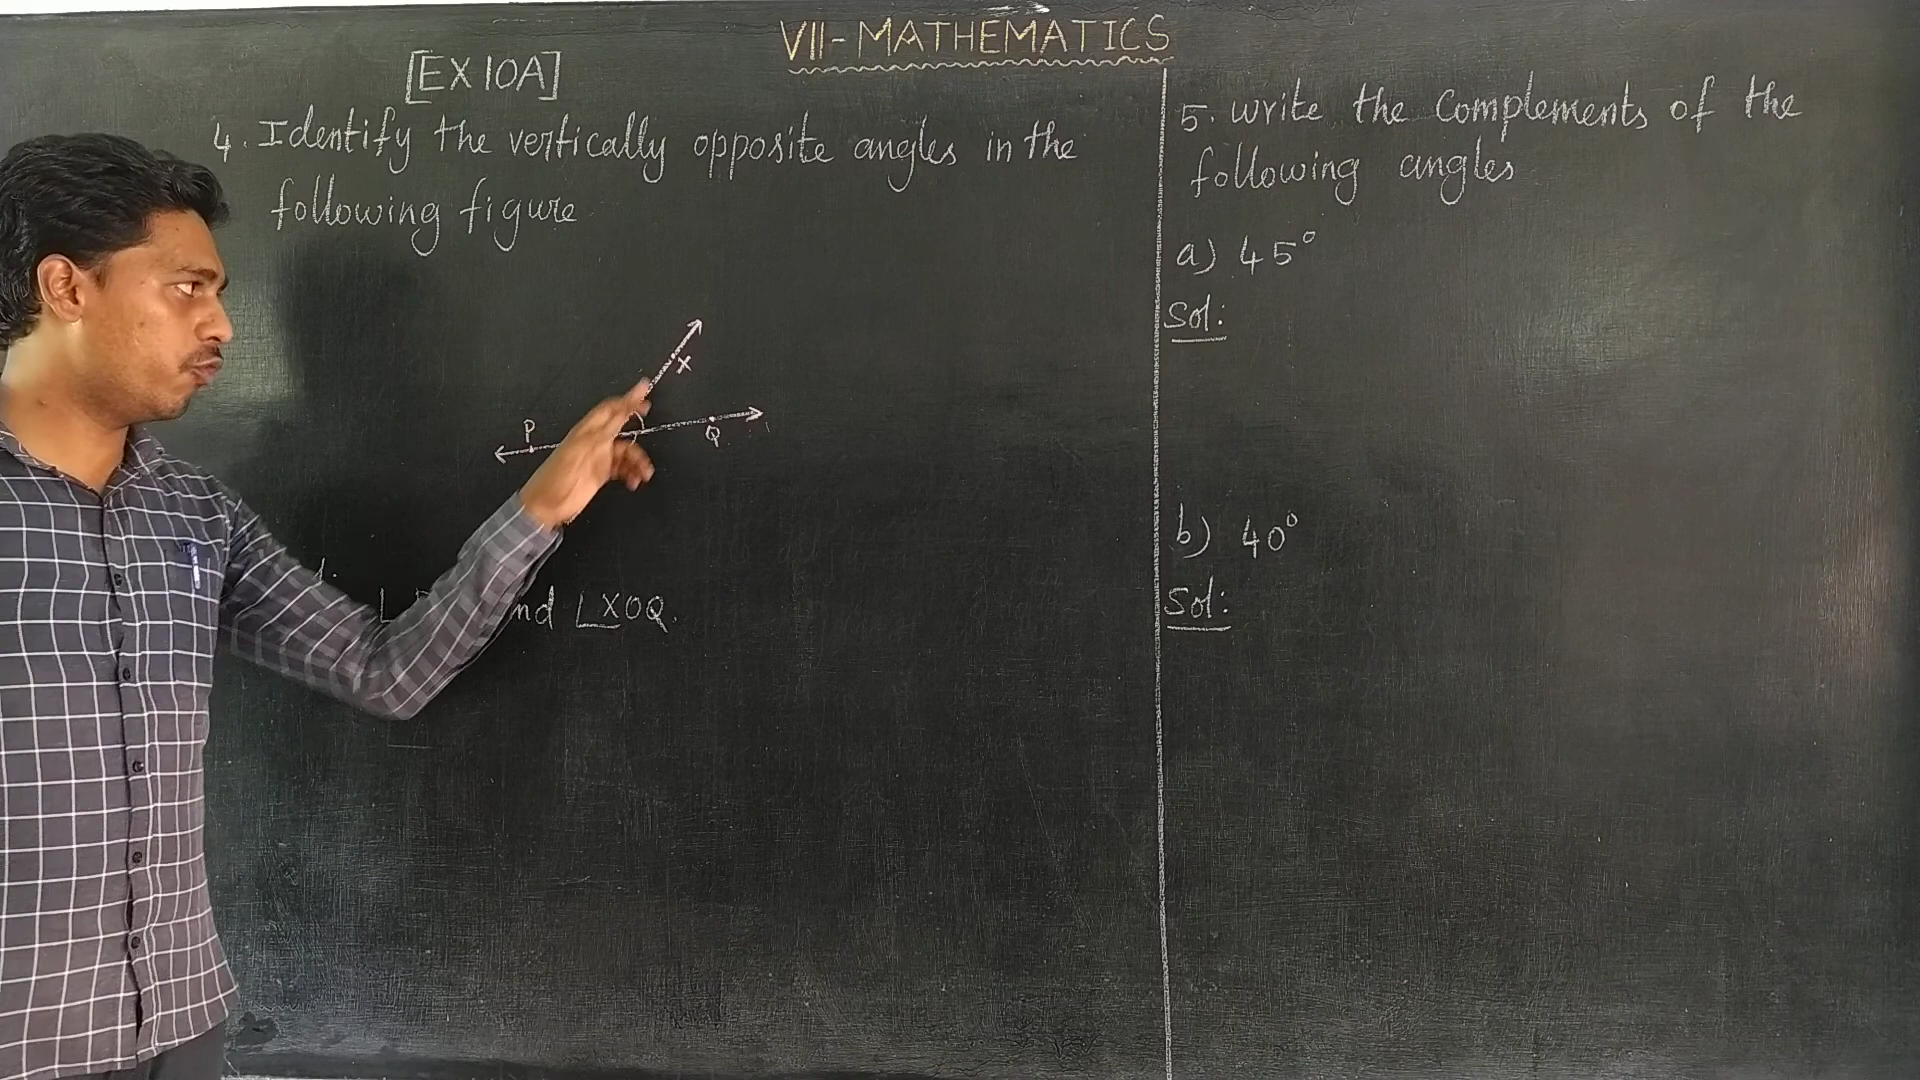 VII-MATHEMATICS
[EX 10A]
4. Identify the vertically opposite angles in the
following figure
X
P
Q
and ∠XOQ.
5. write the Complements of the
following angles
a) 45°
Sol:
b) 40°
Sol: